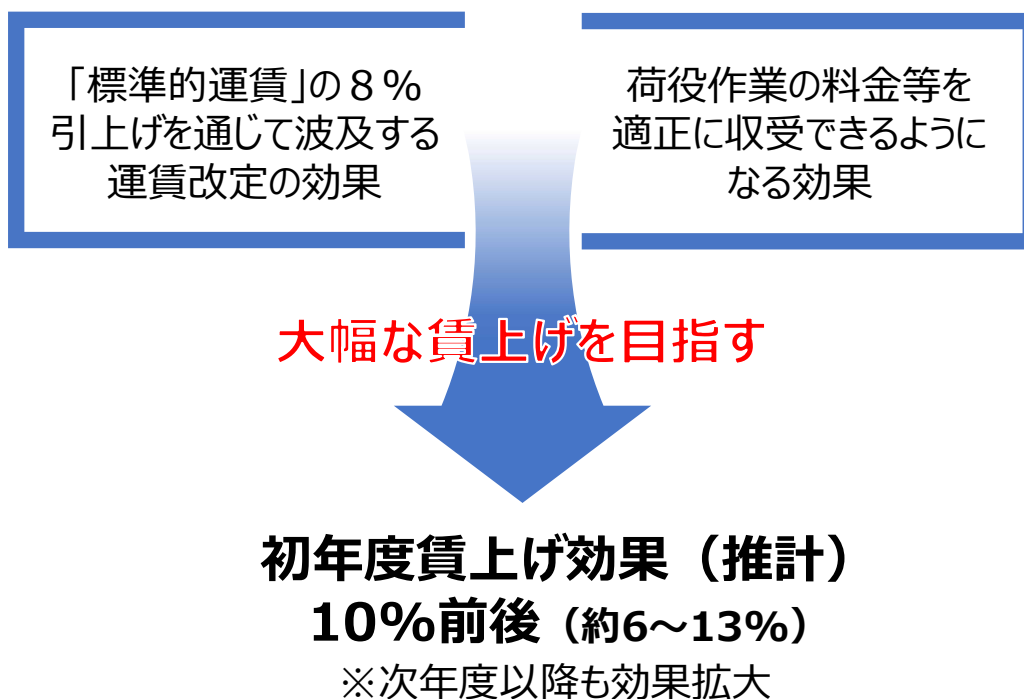 「標準的運賃」の８％
引上げを通じて波及する
運賃改定の効果
荷役作業の料金等を
適正に収受できるように
なる効果
大幅な賃上げを目指す
初年度賃上げ効果（推計）
10%前後（約6～13%）
※次年度以降も効果拡大